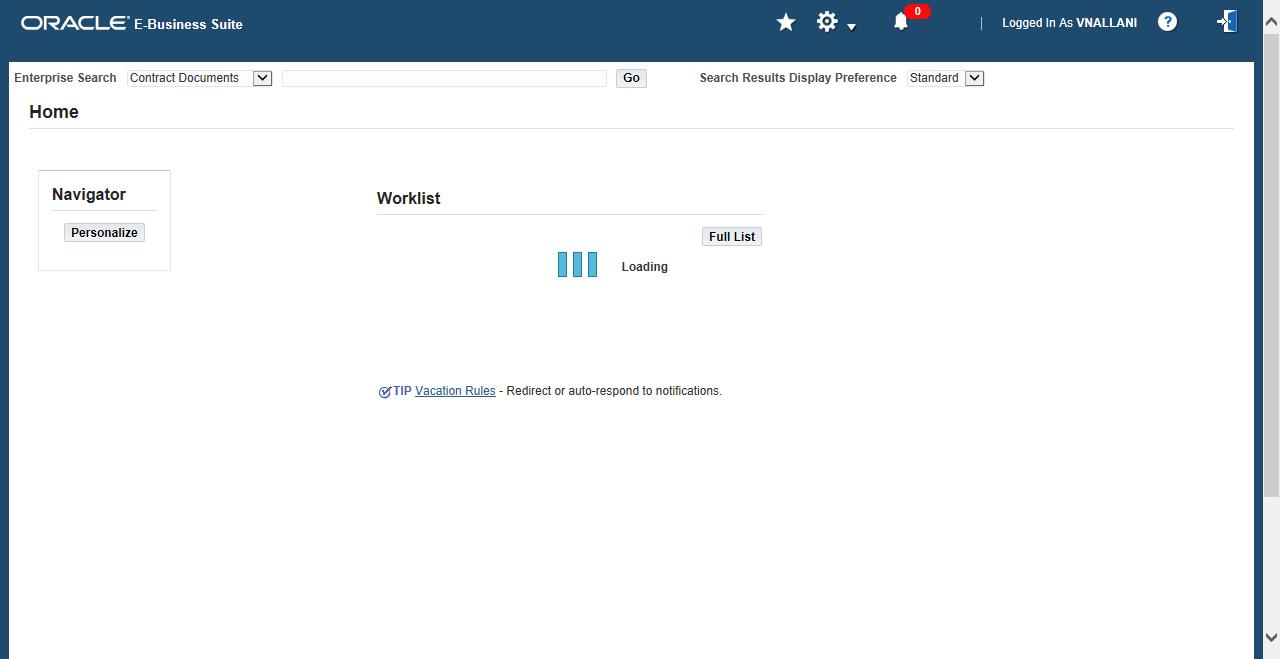 ORACLE E-Business Suite 0 | Logged In As VNALLANI ?
Enterprise Search Contract Documents Go Search Results Display Preference Standard
Home
Navigator
Worklist
Personalize
Full List
Loading
TIP Vacation Rules - Redirect or auto-respond to notifications.